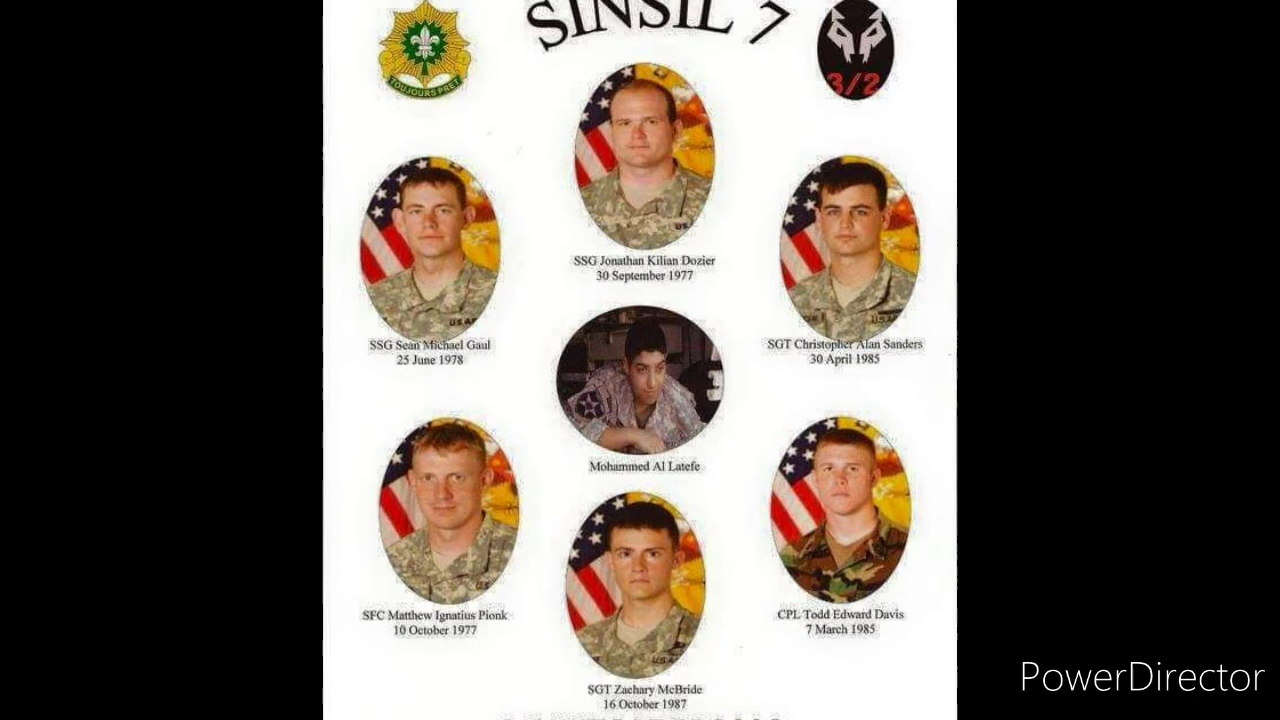 SINSIL 7
TOUJOURS PRET
3/2
SSG Jonathan Kilian Dozier
30 September 1977
SSG Sean Michael Gaul
25 June 1978
SGT Christopher Alan Sanders
30 April 1985
Mohammed Al Latefe
SFC Matthew Ignatius Pionk
10 October 1977
CPL Todd Edward Davis
7 March 1985
SGT Zachary McBride
16 October 1987
PowerDirector